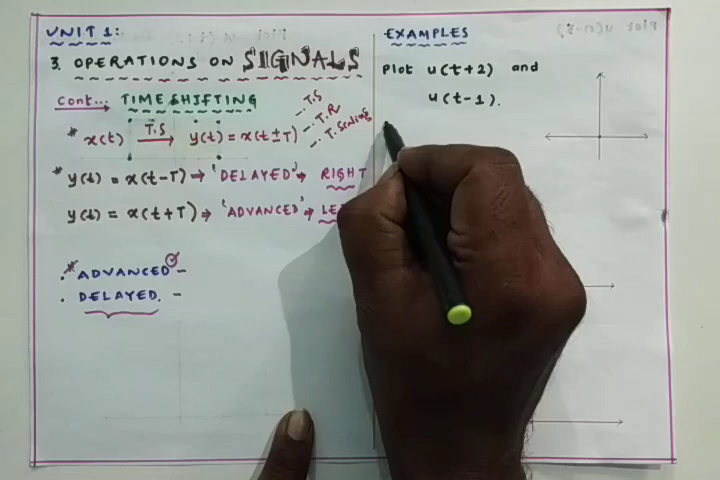 UNIT 1:
3. OPERATIONS ON SIGNALS
Cont... TIME SHIFTING
- T.S
- T.R
- T. Scaling
* x(t) T.S → y(t) = x(t ± T)
* y(t) = x(t-T) → 'DELAYED' → RIGHT
y(t) = x(t+T) → 'ADVANCED' →
* ADVANCED -
. DELAYED. -
EXAMPLES
Plot u(t+2) and
u(t-1).